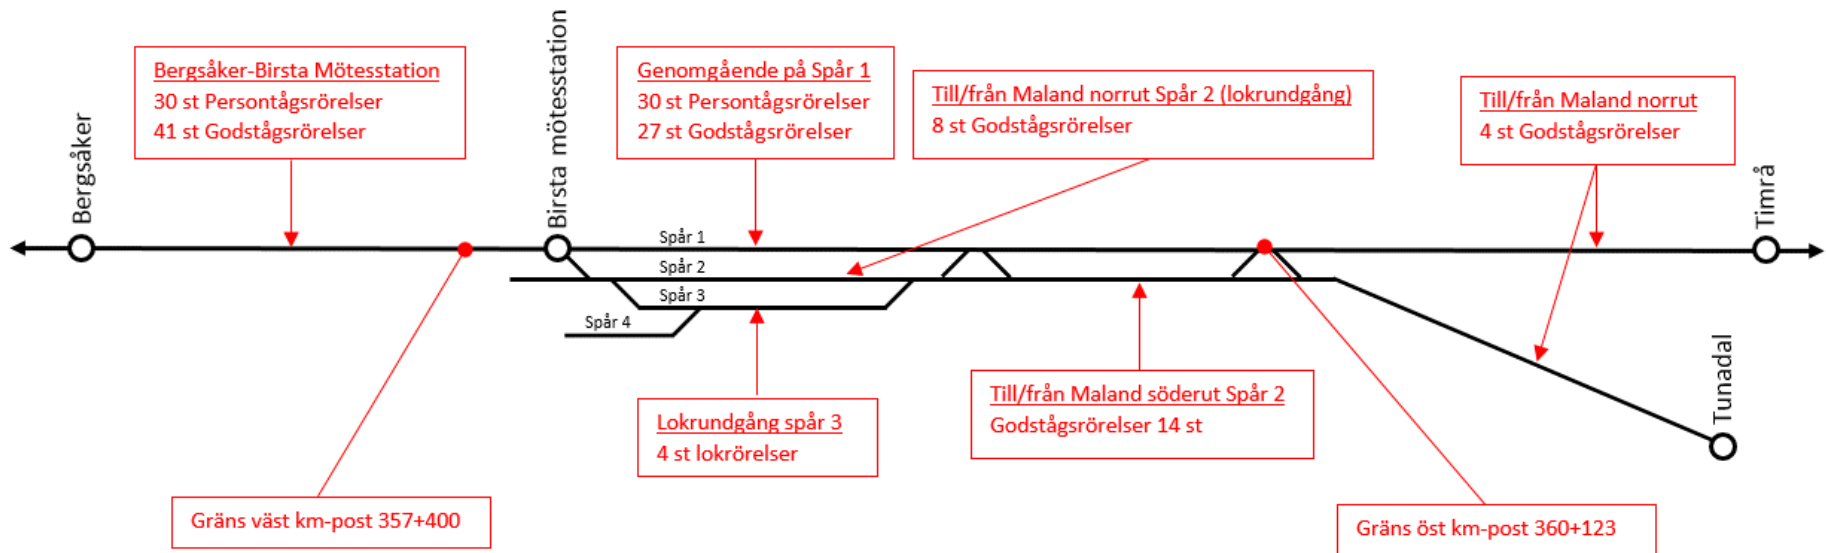 Bergsåker-Birsta Mötesstation
30 st Persontågsrörelser
41 st Godstågsrörelser
Genomgående på Spår 1
30 st Persontågsrörelser
27 st Godstågsrörelser
Till/från Maland norrut Spår 2 (lokrundgång)
8 st Godstågsrörelser
Till/från Maland norrut
4 st Godstågsrörelser
Bergsåker
Birsta mötesstation
Timrå
Spår 1
Spår 2
Spår 3
Spår 4
Tunadal
Lokrundgång spår 3
4 st lokrörelser
Till/från Maland söderut Spår 2
Godstågsrörelser 14 st
Gräns väst km-post 357+400
Gräns öst km-post 360+123